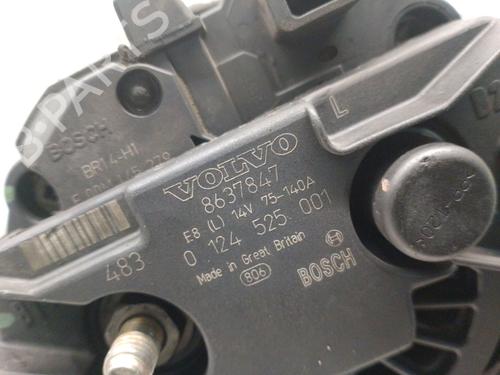 B-PARTS
BOSCH
BR14-H1
L
VOLVO
8637847
E8 (L) 14V 75-140A
0 124 525 001
Made in Great Britain
806
BOSCH
483